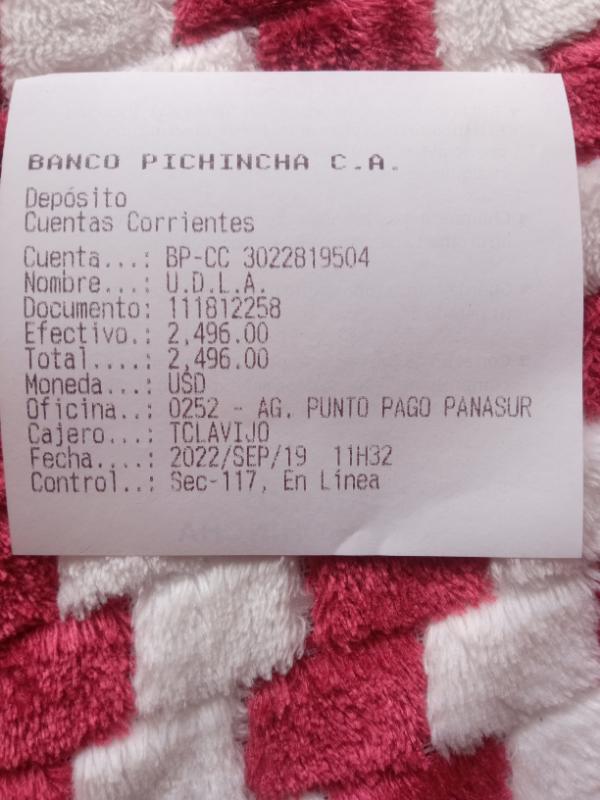 BANCO PICHINCHA C.A.
Depósito
Cuentas Corrientes
Cuenta...: BP-CC 3022819504
Nombre...: U.D.L.A.
Documento: 111812258
Efectivo.: 2,496.00
Total....: 2,496.00
Moneda...: USD
Oficina..: 0252 - AG. PUNTO PAGO PANASUR
Cajero...: TCLAVIJO
Fecha....: 2022/SEP/19 11H32
Control..: Sec-117, En Línea